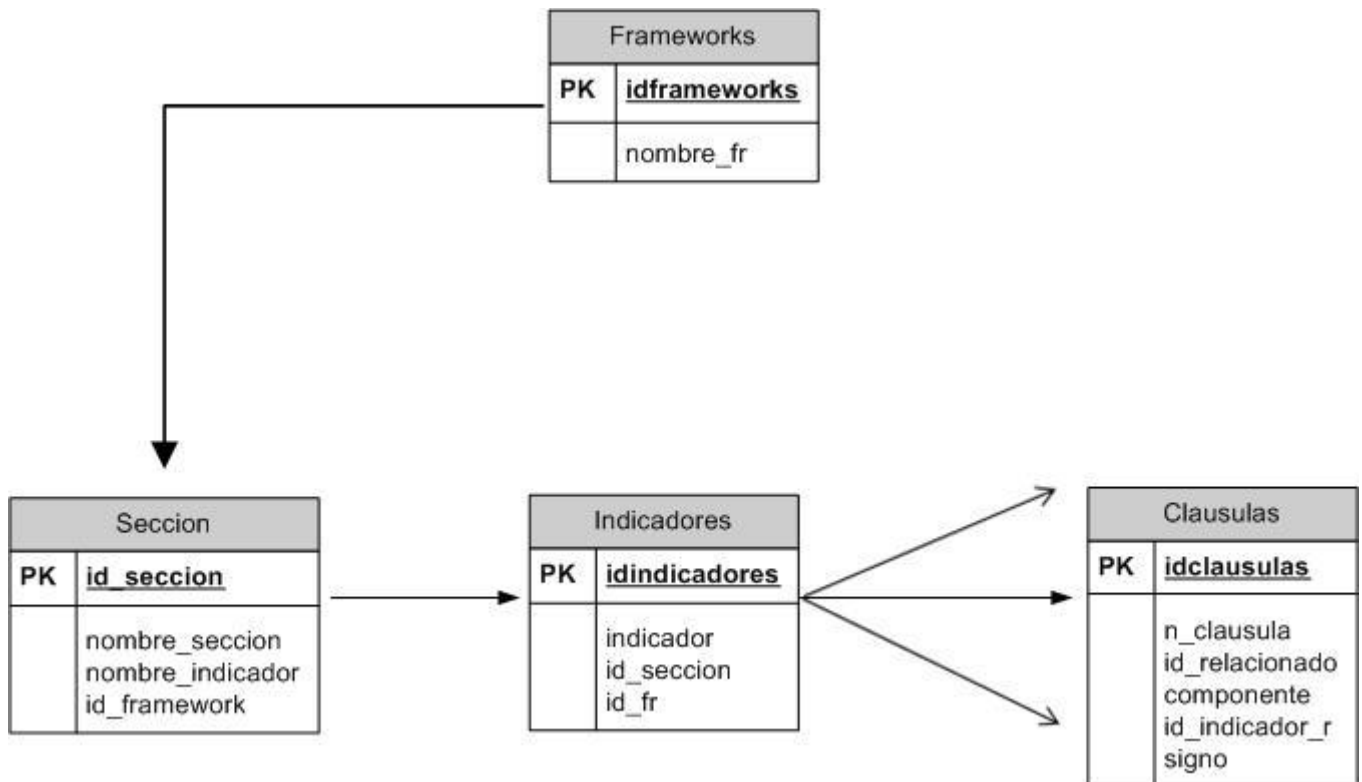 Frameworks
PK idframeworks
nombre_fr
Seccion
PK id_seccion
nombre_seccion
nombre_indicador
id_framework
Indicadores
PK idindicadores
indicador
id_seccion
id_fr
Clausulas
PK idclausulas
n_clausula
id_relacionado
componente
id_indicador_r
signo